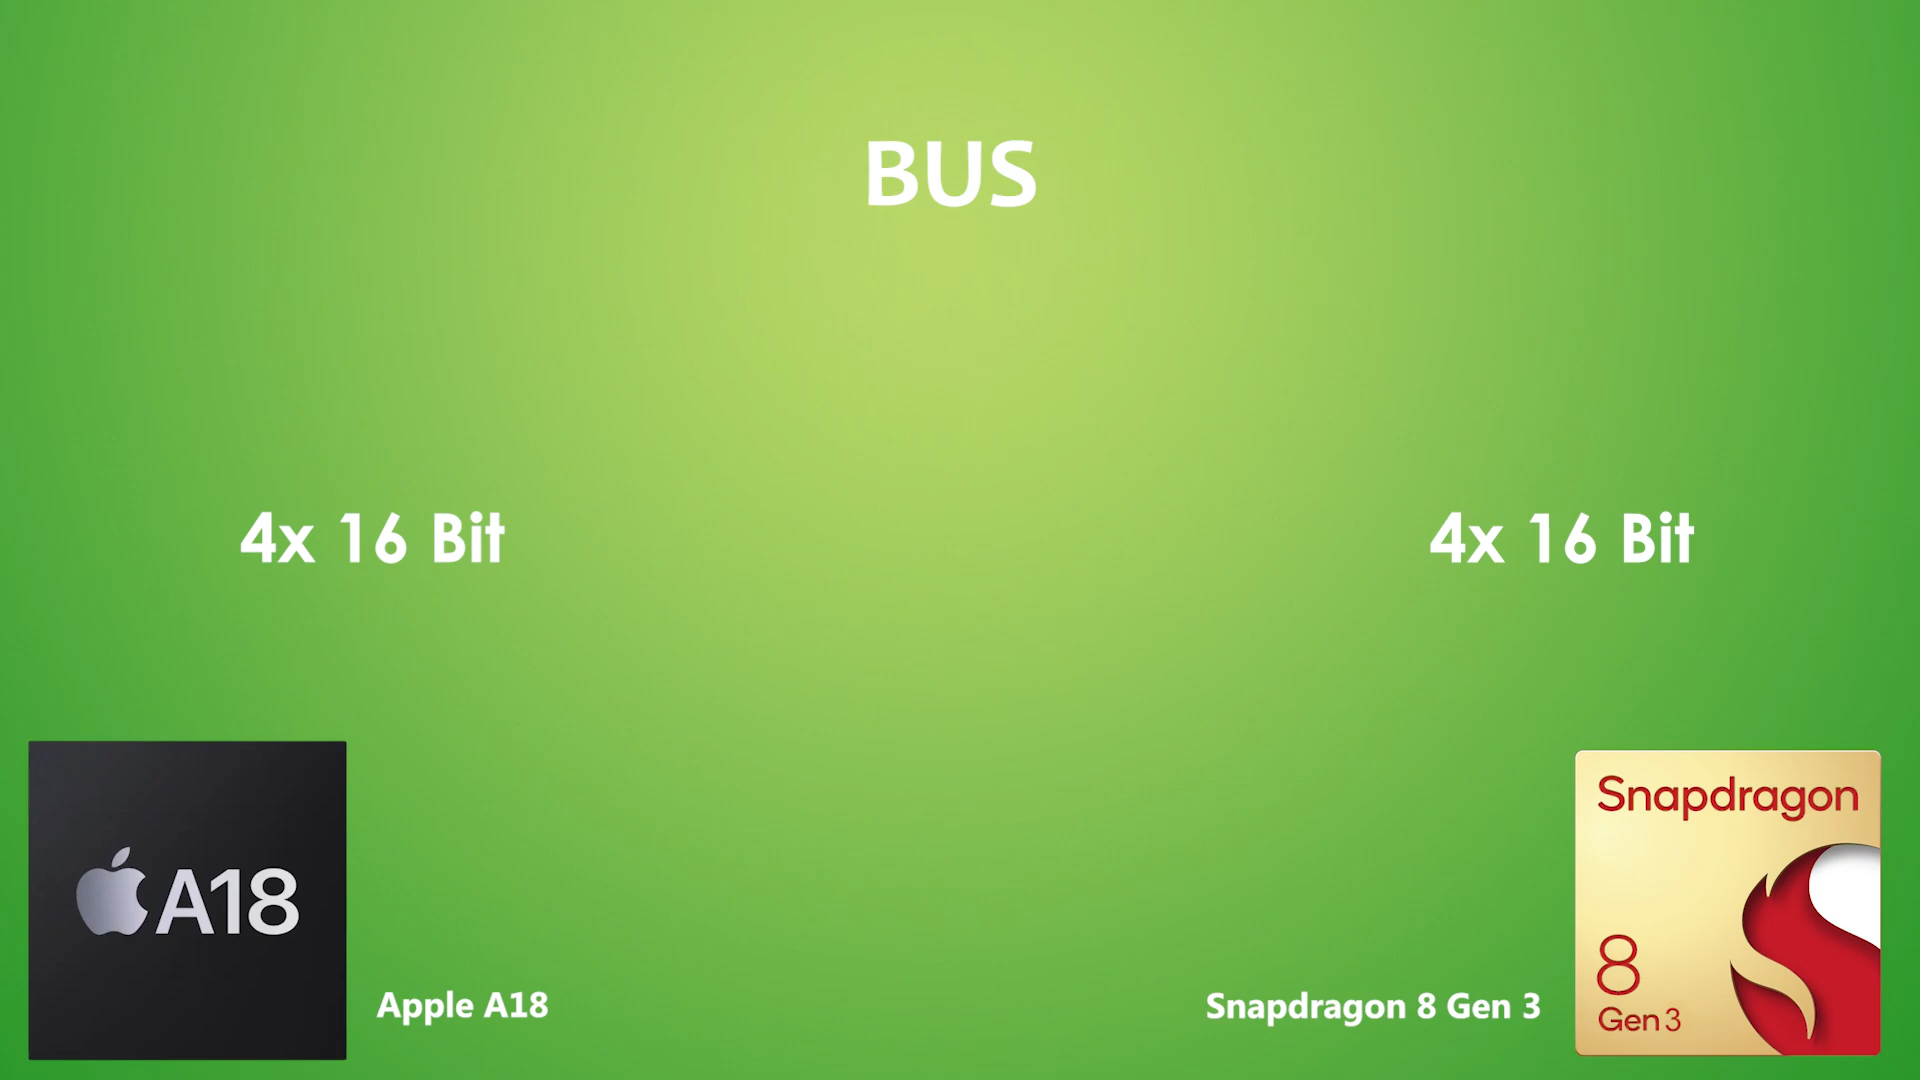 BUS
4x 16 Bit
4x 16 Bit
A18
Apple A18
Snapdragon 8 Gen 3
Snapdragon
8
Gen 3